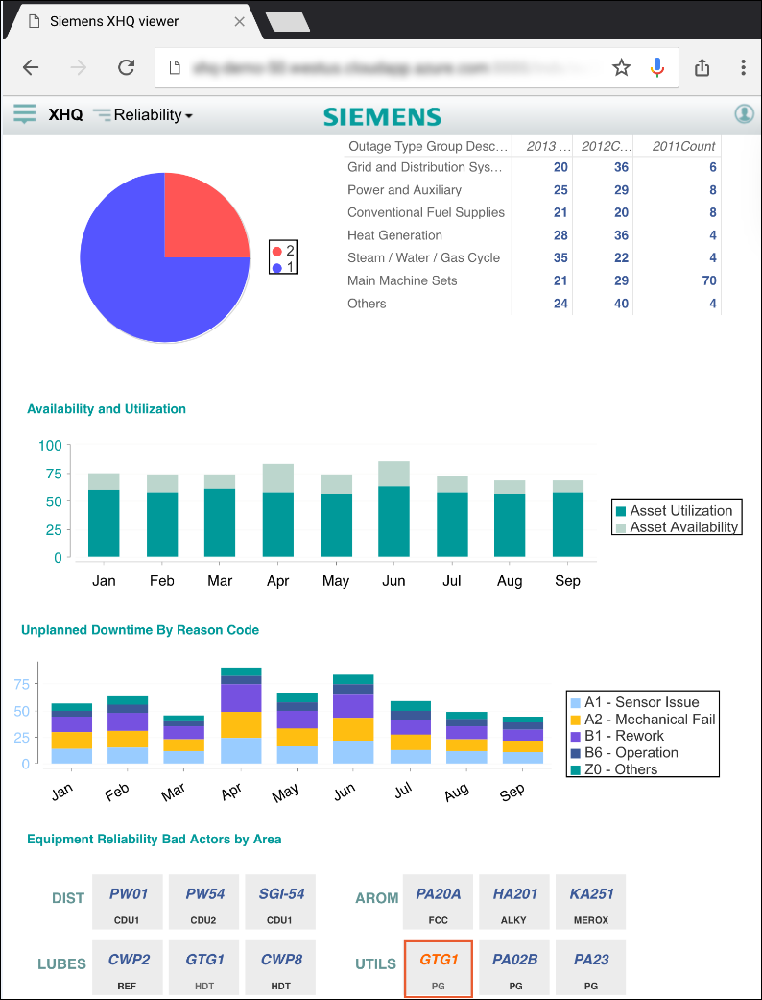 Siemens XHQ viewer
XHQ Reliability
SIEMENS
2
1
Outage Type Group Desc... 2013 ... 2012C... 2011Count
Grid and Distribution Sys... 20 36 6
Power and Auxiliary 25 29 8
Conventional Fuel Supplies 21 20 8
Heat Generation 28 36 4
Steam / Water / Gas Cycle 35 22 4
Main Machine Sets 21 29 70
Others 24 40 4
Availability and Utilization
100
75
50
25
0
Jan Feb Mar Apr May Jun Jul Aug Sep
Asset Utilization
Asset Availability
Unplanned Downtime By Reason Code
75
50
25
0
Jan Feb Mar Apr May Jun Jul Aug Sep
A1 - Sensor Issue
A2 - Mechanical Fail
B1 - Rework
B6 - Operation
Z0 - Others
Equipment Reliability Bad Actors by Area
DIST PW01 PW54 SGI-54 AROM PA20A HA201 KA251
CDU1 CDU2 CDU1 FCC ALKY MEROX
LUBES CWP2 GTG1 CWP8 UTILS GTG1 PA02B PA23
REF HDT HDT PG PG PG